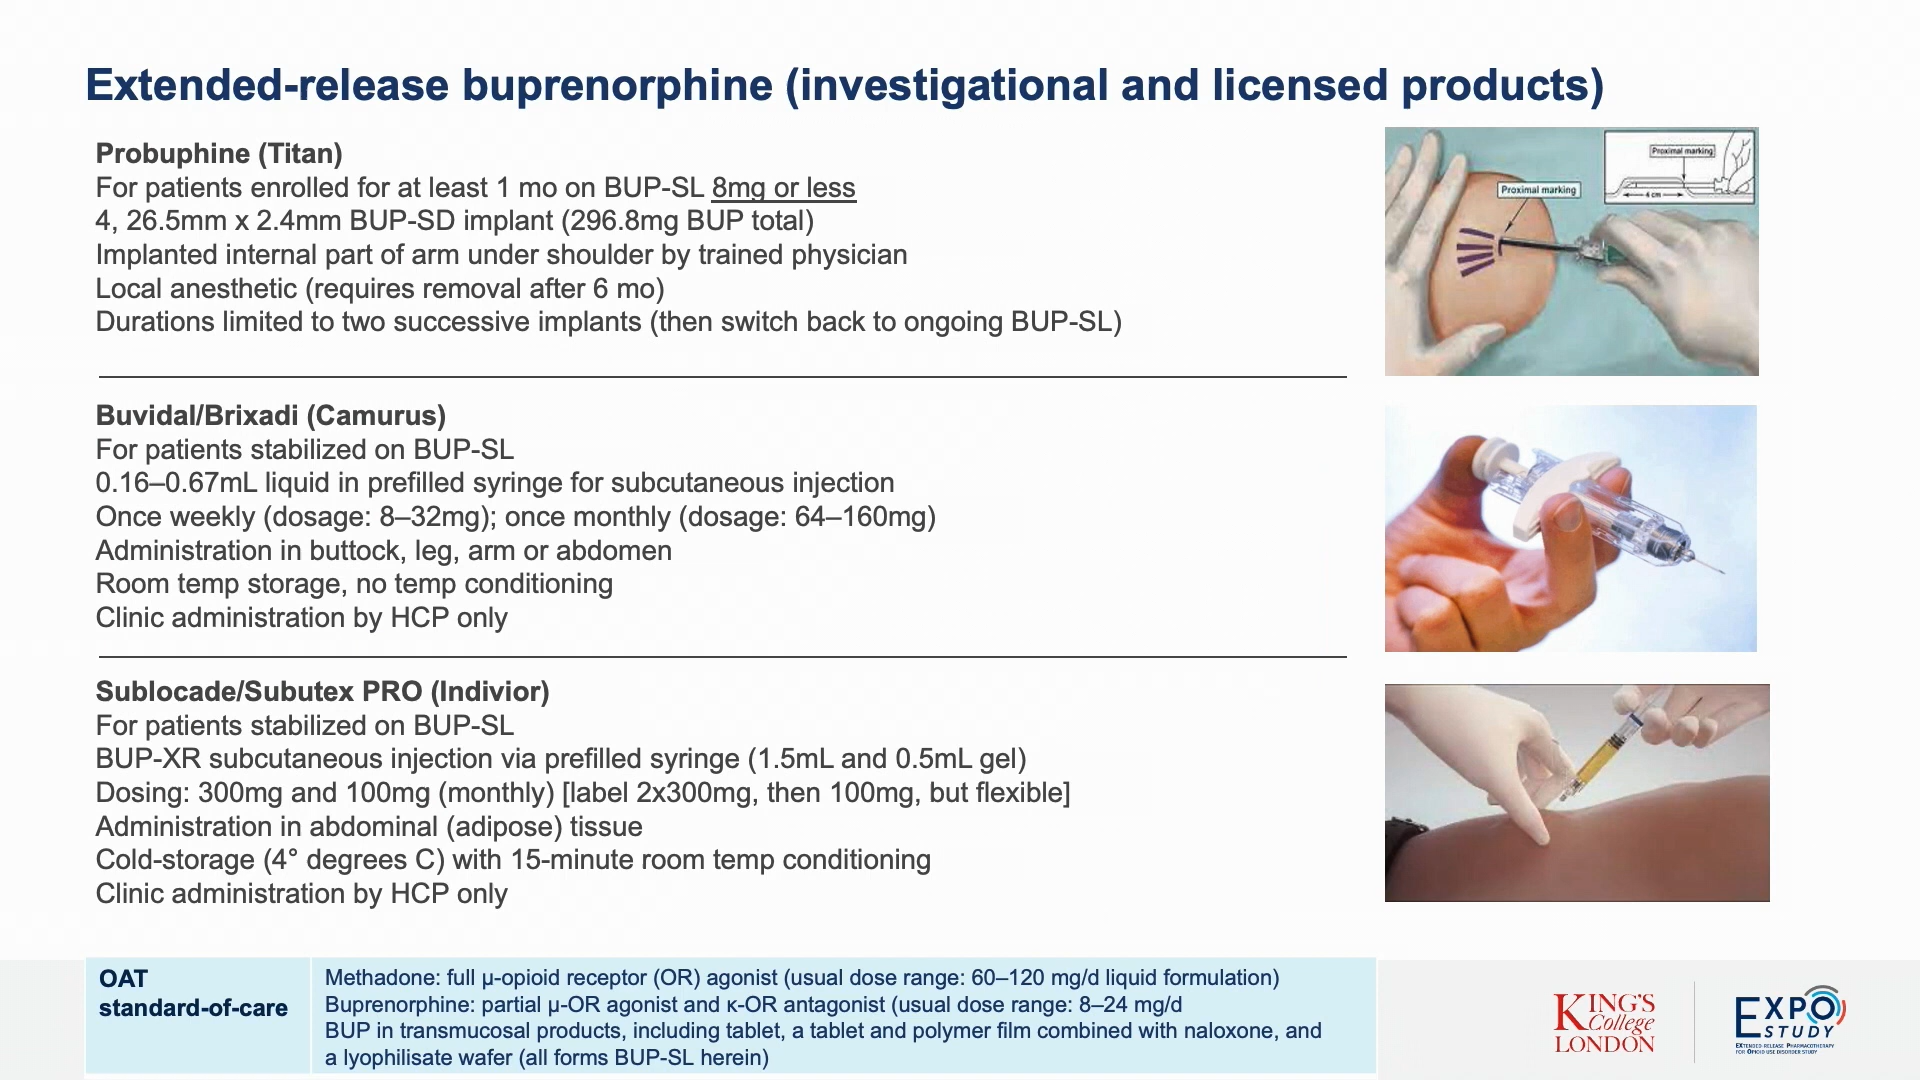 Extended-release buprenorphine (investigational and licensed products)
Probuphine (Titan)
For patients enrolled for at least 1 mo on BUP-SL 8mg or less
4, 26.5mm x 2.4mm BUP-SD implant (296.8mg BUP total)
Implanted internal part of arm under shoulder by trained physician
Local anesthetic (requires removal after 6 mo)
Durations limited to two successive implants (then switch back to ongoing BUP-SL)
Proximal marking
Proximal marking
4 cm
Buvidal/Brixadi (Camurus)
For patients stabilized on BUP-SL
0.16–0.67mL liquid in prefilled syringe for subcutaneous injection
Once weekly (dosage: 8–32mg); once monthly (dosage: 64–160mg)
Administration in buttock, leg, arm or abdomen
Room temp storage, no temp conditioning
Clinic administration by HCP only
Sublocade/Subutex PRO (Indivior)
For patients stabilized on BUP-SL
BUP-XR subcutaneous injection via prefilled syringe (1.5mL and 0.5mL gel)
Dosing: 300mg and 100mg (monthly) [label 2x300mg, then 100mg, but flexible]
Administration in abdominal (adipose) tissue
Cold-storage (4° degrees C) with 15-minute room temp conditioning
Clinic administration by HCP only
OAT
standard-of-care
Methadone: full μ-opioid receptor (OR) agonist (usual dose range: 60–120 mg/d liquid formulation)
Buprenorphine: partial μ-OR agonist and κ-OR antagonist (usual dose range: 8–24 mg/d
BUP in transmucosal products, including tablet, a tablet and polymer film combined with naloxone, and
a lyophilisate wafer (all forms BUP-SL herein)
KING'S
College
LONDON
EXPO
STUDY
EXTENDED-RELEASE PHARMACOTHERAPY
FOR OPIOID USE DISORDER STUDY